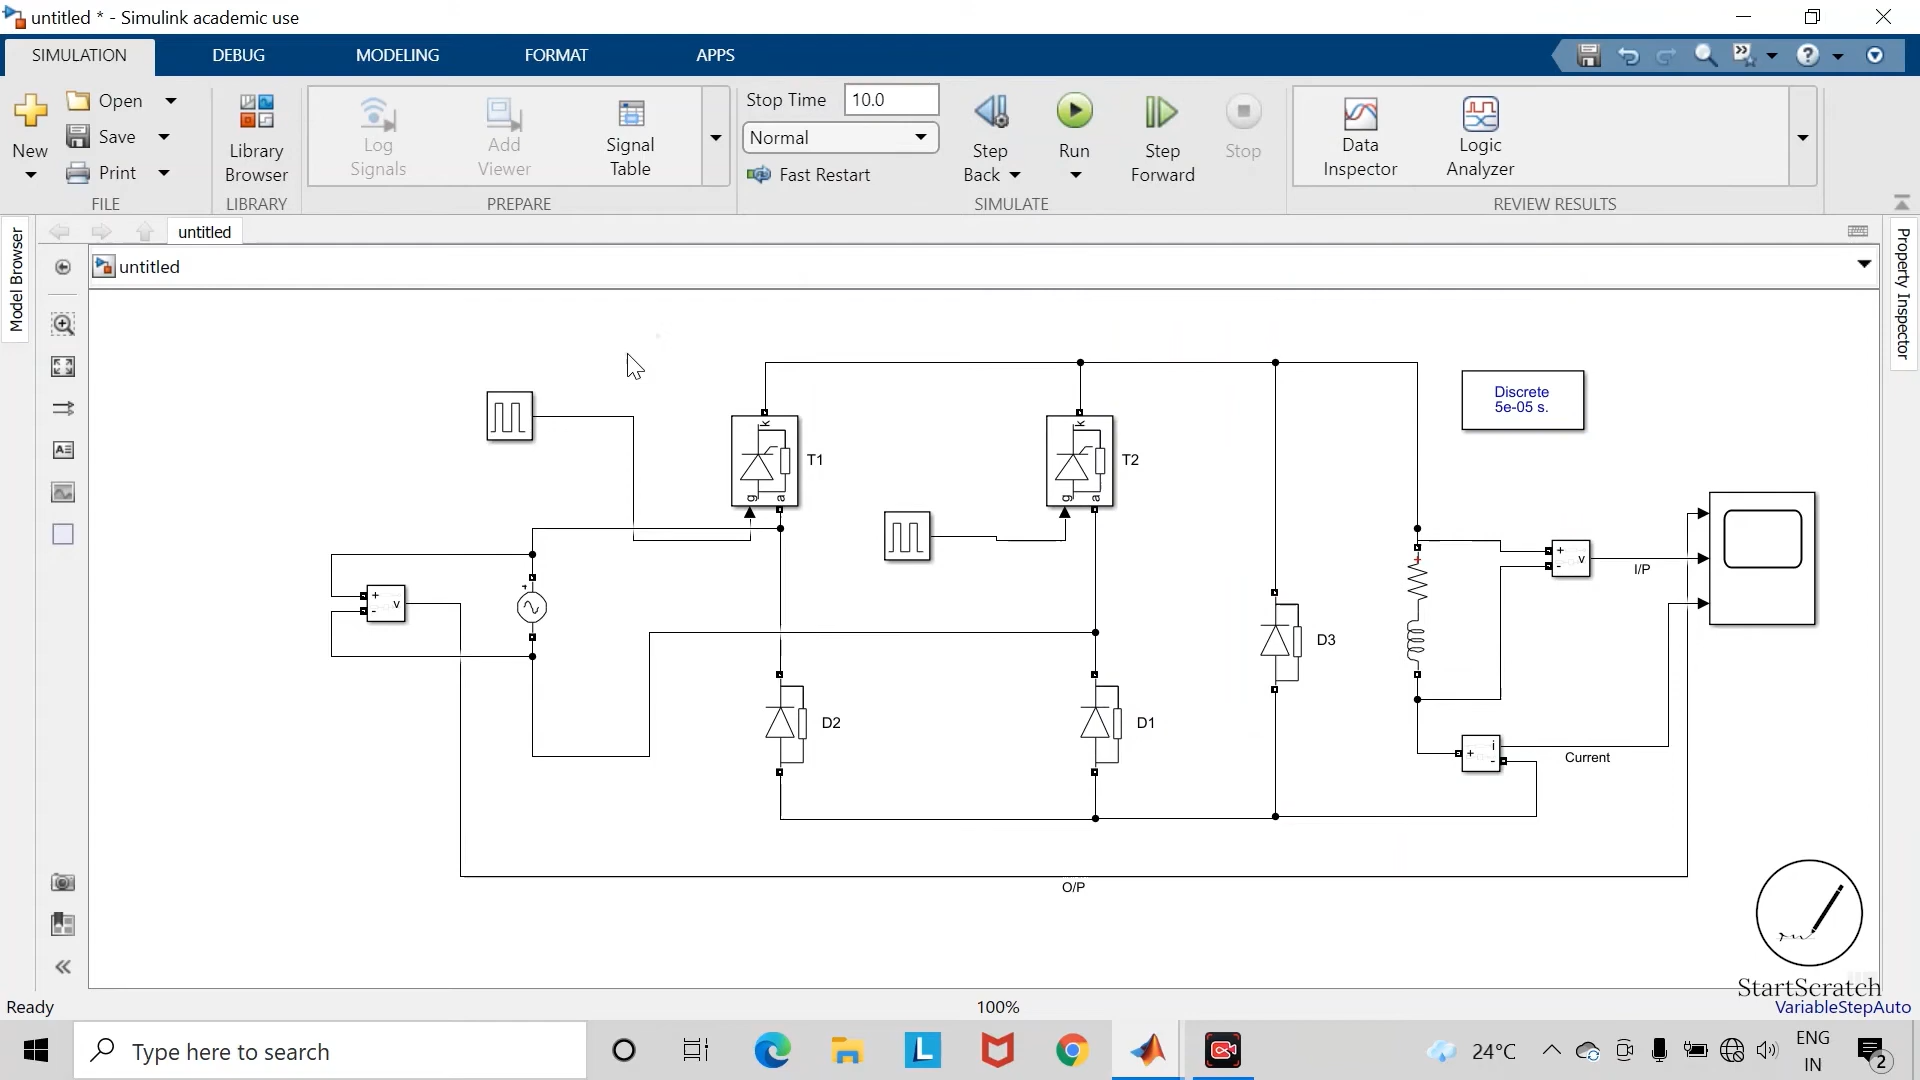 untitled * - Simulink academic use
SIMULATION
DEBUG
MODELING
FORMAT
APPS
New
Open
Save
Print
FILE
Library
Browser
LIBRARY
Log
Signals
Add
Viewer
Signal
Table
PREPARE
Stop Time 10.0
Normal
Fast Restart
Step
Back
Run
Step
Forward
Stop
SIMULATE
Data
Inspector
Logic
Analyzer
REVIEW RESULTS
Model Browser
untitled
untitled
Property Inspector
Discrete
5e-05 s.
k
T1
g
a
k
T2
g
a
+
-
v
+
D3
+
-
v
I/P
D2
D1
i
+
-
Current
O/P
StartScratch
Ready
100%
VariableStepAuto
Type here to search
24°C
ENG
IN
2